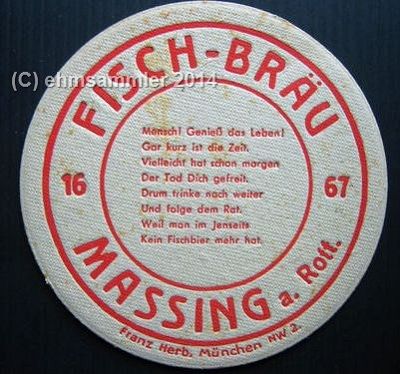 (C) ehmsammler 2014
FISCH-BRÄU
Mensch! Genieß das Leben!
Gar kurz ist die Zeit.
Vielleicht hat schon morgen
Der Tod Dich gefreit.
Drum trinke noch weiter
Und folge dem Rat.
Weil man im Jenseits
Kein Fischbier mehr hat.
16 67
MASSING a. Rott.
Franz Herb, München NW 2.